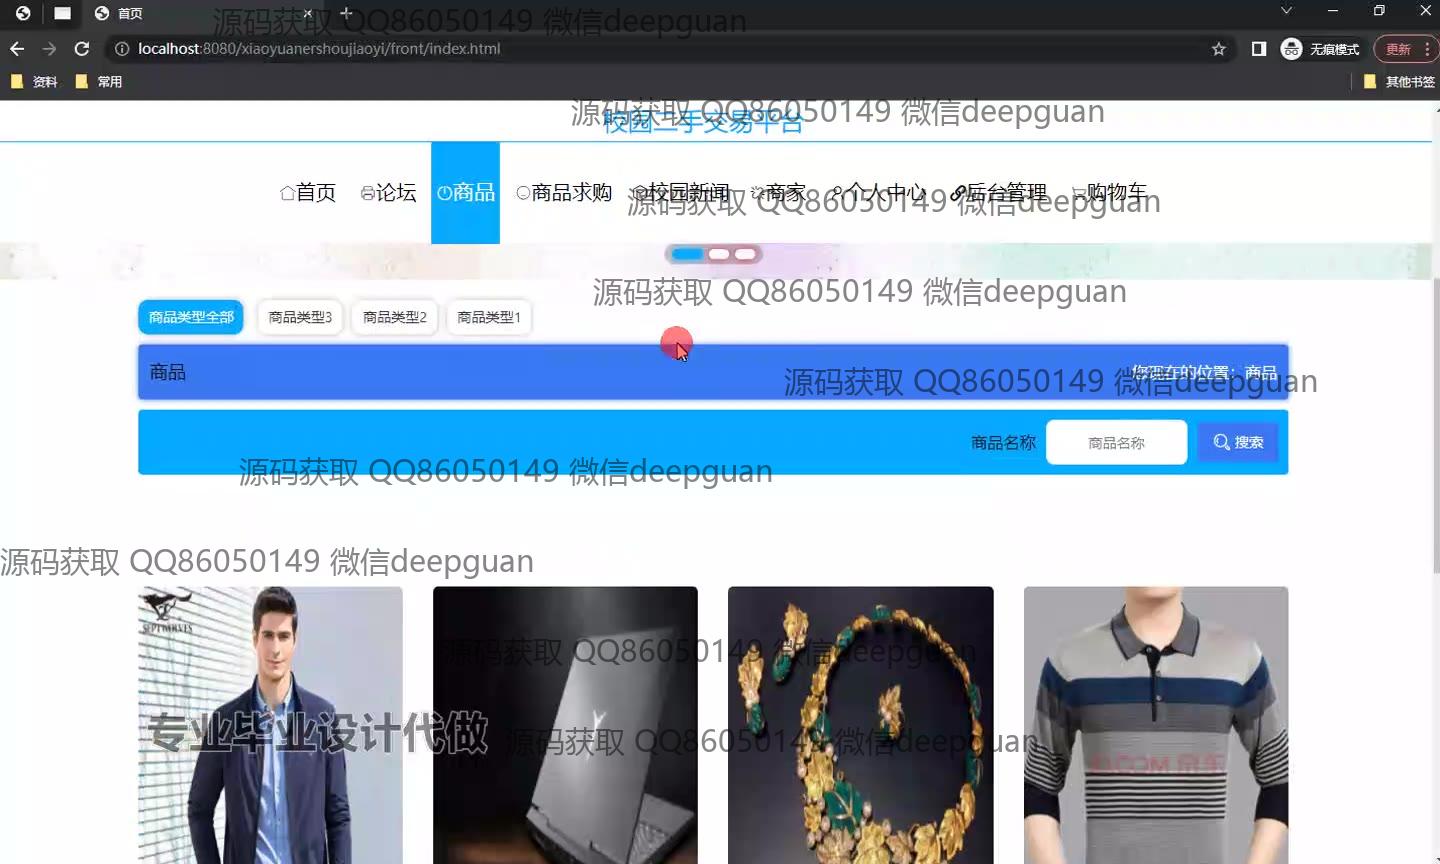 首页
源码获取 QQ86050149 微信deepguan
localhost:8080/xiaoyuanershoujiaoyi/front/index.html
无痕模式
更新
资料
常用
其他书签
源码获取 QQ86050149 微信deepguan
校园二手交易平台
首页
论坛
商品
商品求购
校园新闻
商家
个人中心
后台管理
购物车
源码获取 QQ86050149 微信deepguan
源码获取 QQ86050149 微信deepguan
商品类型全部
商品类型3
商品类型2
商品类型1
商品
您现在的位置：商品
源码获取 QQ86050149 微信deepguan
商品名称
商品名称
搜索
源码获取 QQ86050149 微信deepguan
源码获取 QQ86050149 微信deepguan
SEPTWOLVES
源码获取 QQ86050149 微信deepguan
专业毕业设计代做
源码获取 QQ86050149 微信deepguan